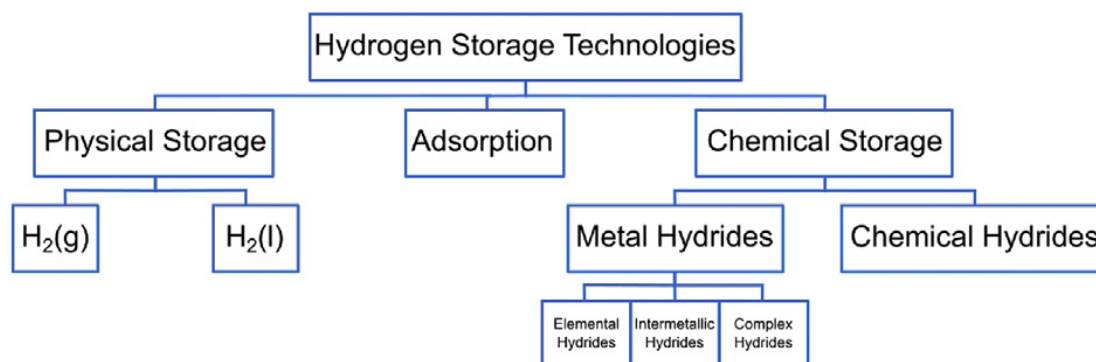 Hydrogen Storage Technologies
Physical Storage
Adsorption
Chemical Storage
H₂(g)
H₂(l)
Metal Hydrides
Chemical Hydrides
Elemental
Hydrides
Intermetallic
Hydrides
Complex
Hydrides